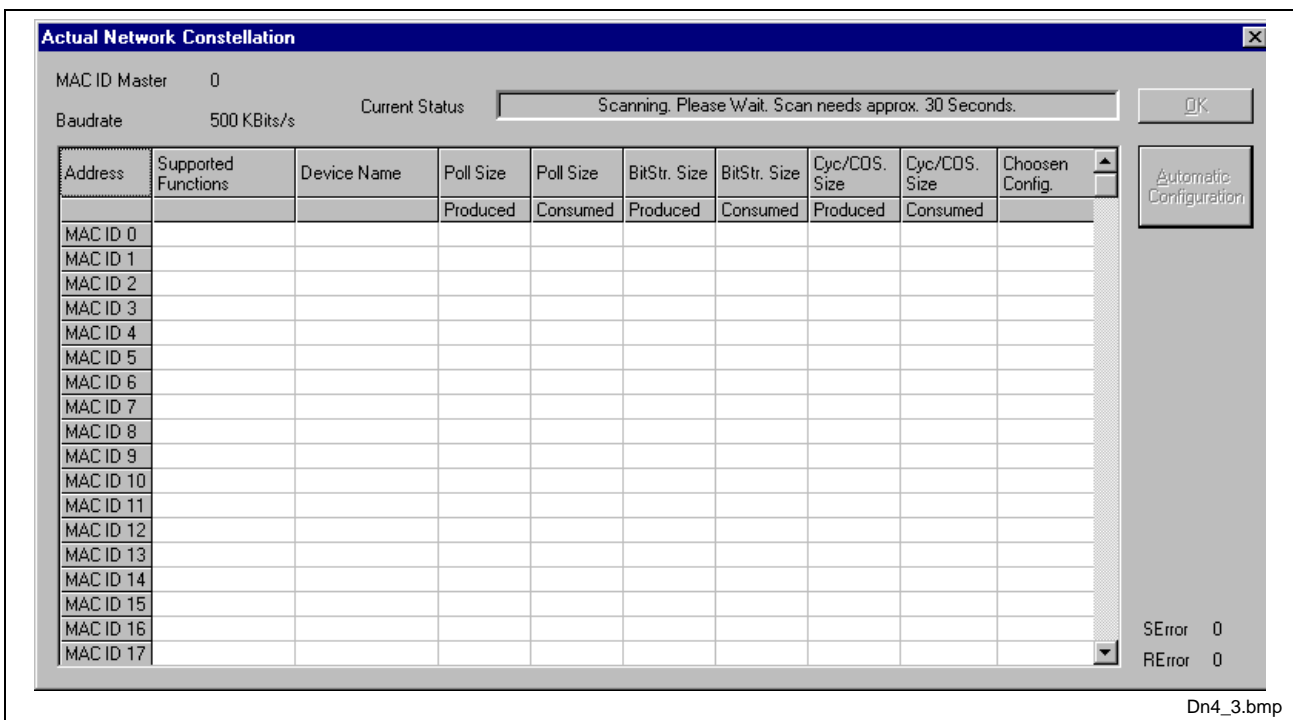 Actual Network Constellation
MAC ID Master 0
Current Status Scanning. Please Wait. Scan needs approx. 30 Seconds. OK
Baudrate 500 KBits/s
Address Supported Functions Device Name Poll Size Poll Size BitStr. Size BitStr. Size Cyc/COS. Size Cyc/COS. Size Choosen Config.
Automatic Configuration
Produced Consumed Produced Consumed Produced Consumed
MAC ID 0
MAC ID 1
MAC ID 2
MAC ID 3
MAC ID 4
MAC ID 5
MAC ID 6
MAC ID 7
MAC ID 8
MAC ID 9
MAC ID 10
MAC ID 11
MAC ID 12
MAC ID 13
MAC ID 14
MAC ID 15
MAC ID 16
MAC ID 17
SError 0
RError 0
Dn4_3.bmp